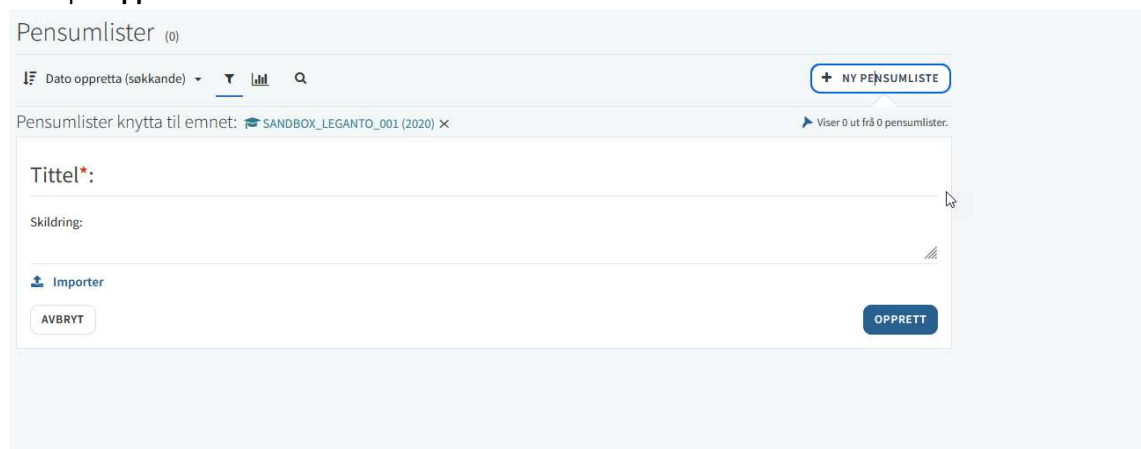 Pensumlister (0)
Dato oppretta (søkkande)
+ NY PENSUMLISTE
Pensumlister knytta til emnet: SANDBOX_LEGANTO_001 (2020) ×
Viser 0 ut frå 0 pensumlister.
Tittel*:
Skildring:
Importer
AVBRYT
OPPRETT